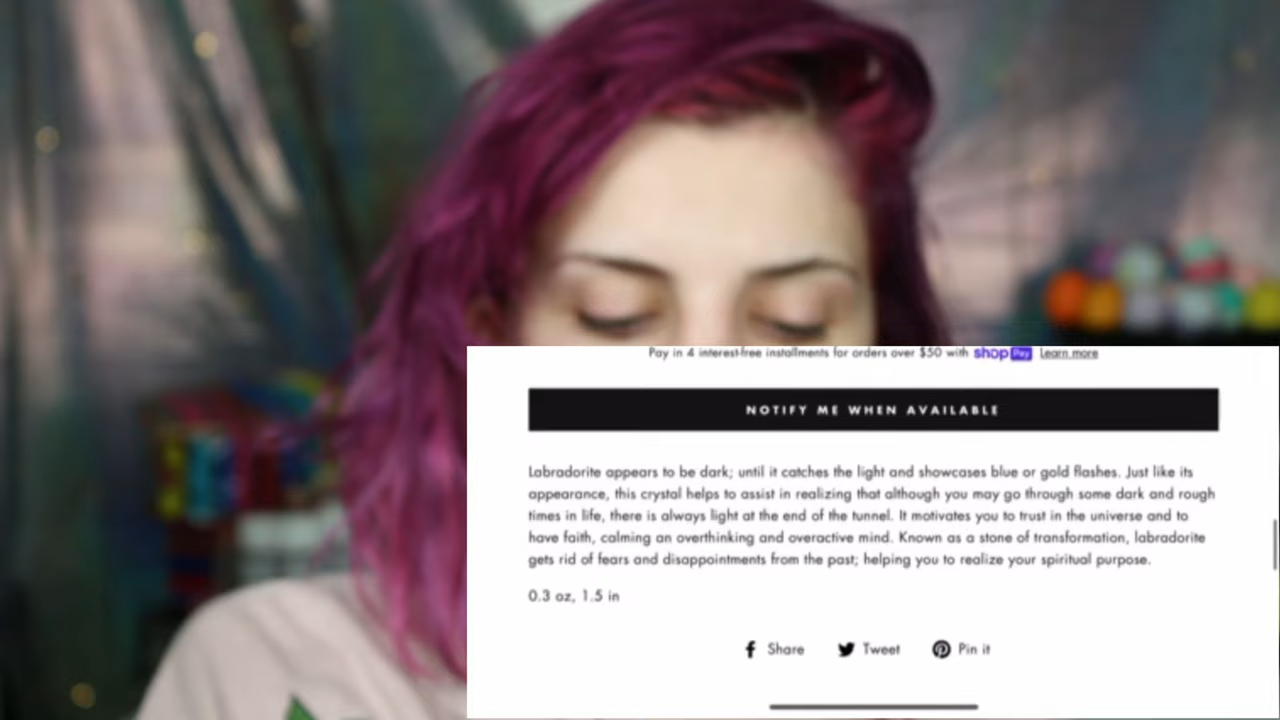 Pay in 4 interest-free installments for orders over $50 with shop Pay Learn more
NOTIFY ME WHEN AVAILABLE
Labradorite appears to be dark; until it catches the light and showcases blue or gold flashes. Just like its
appearance, this crystal helps to assist in realizing that although you may go through some dark and rough
times in life, there is always light at the end of the tunnel. It motivates you to trust in the universe and to
have faith, calming an overthinking and overactive mind. Known as a stone of transformation, labradorite
gets rid of fears and disappointments from the past; helping you to realize your spiritual purpose.
0.3 oz, 1.5 in
Share Tweet Pin it